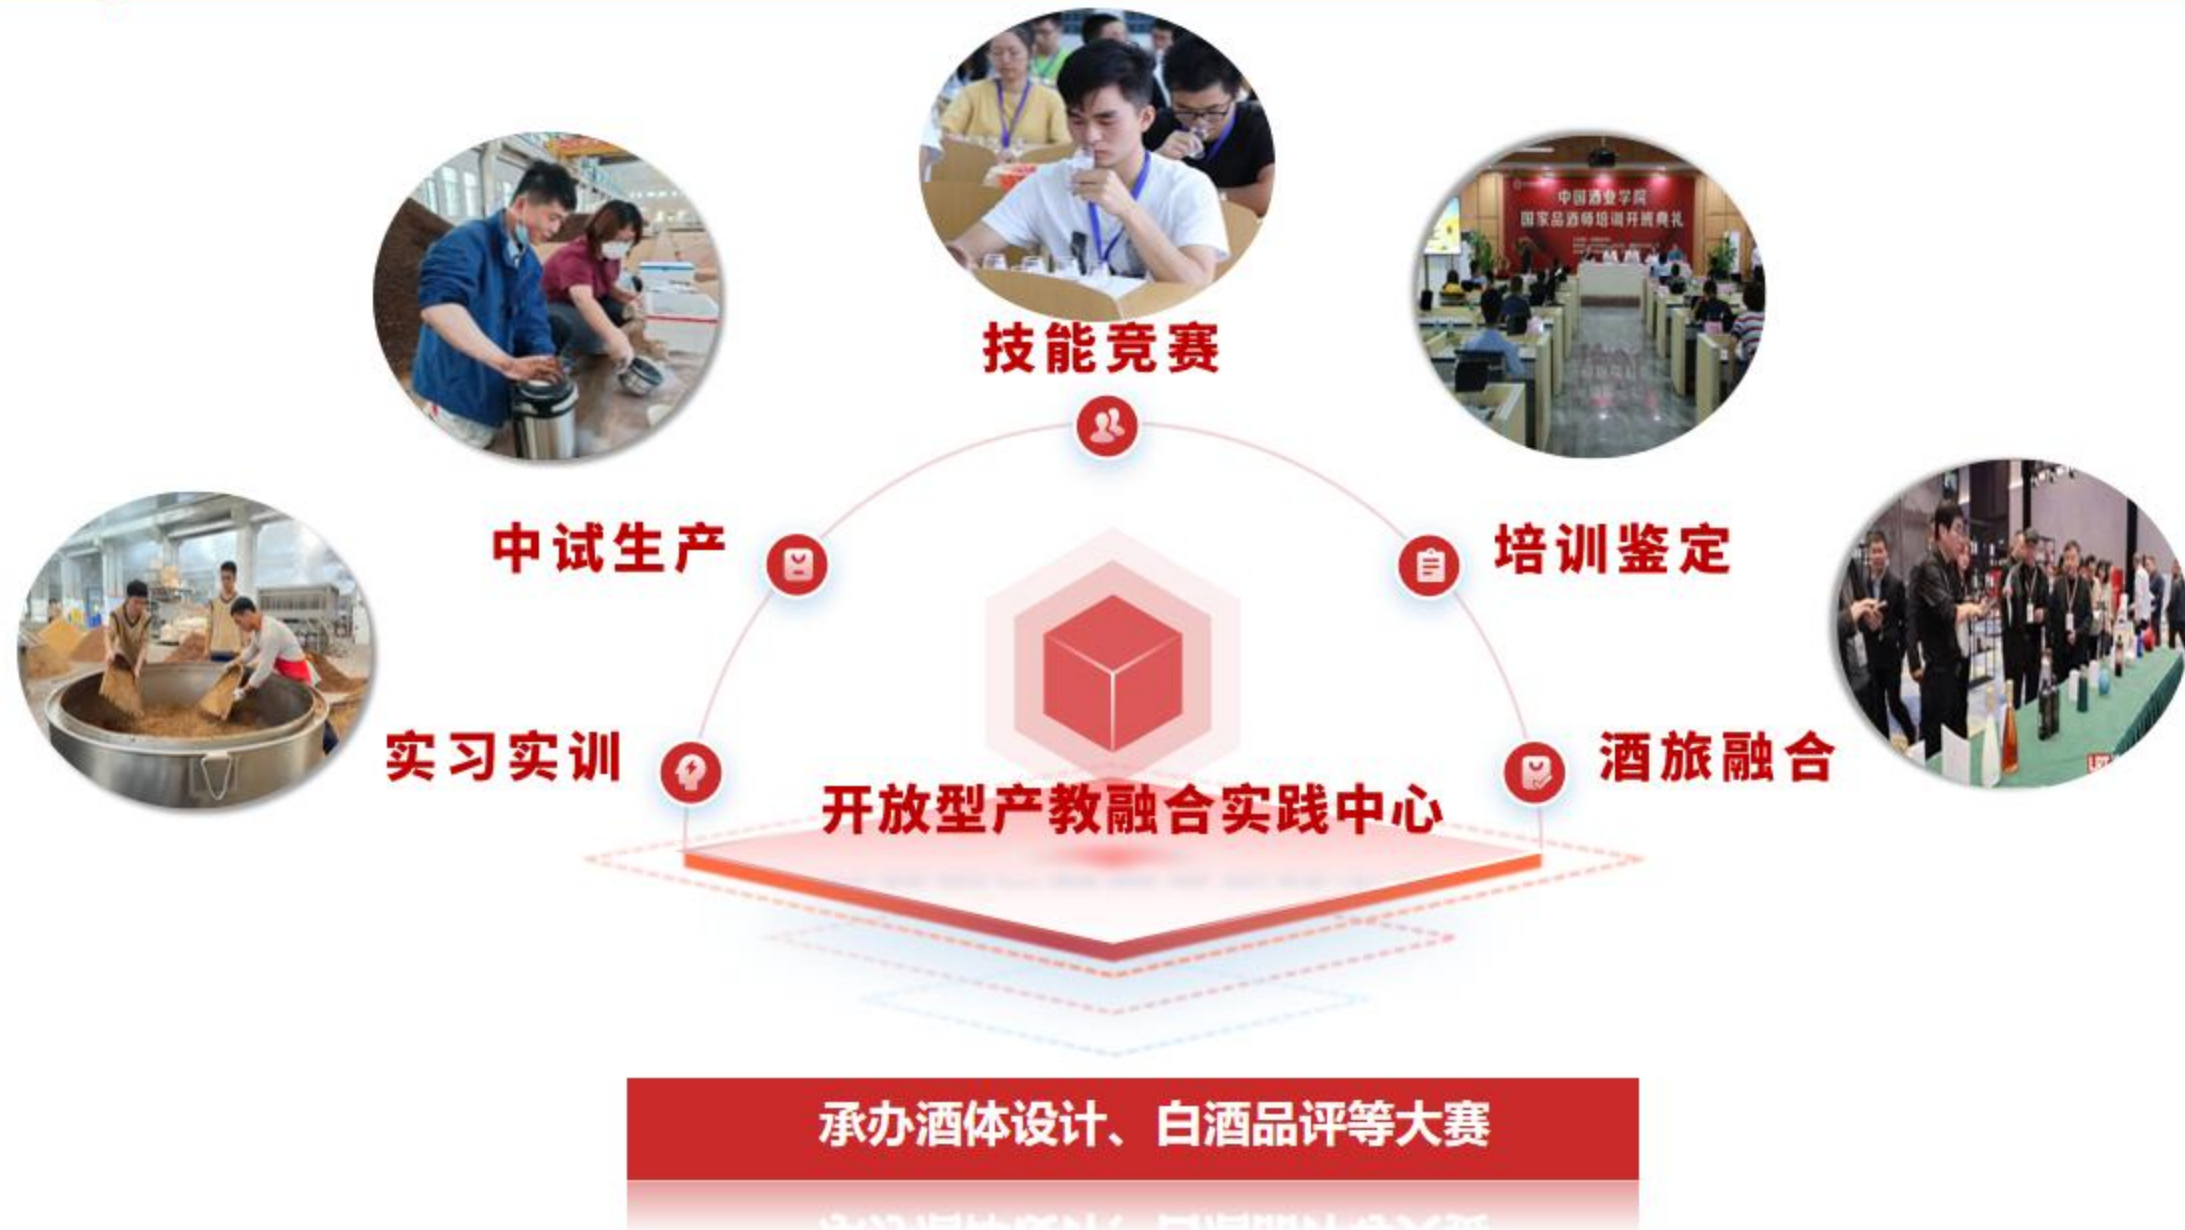 技能竞赛
中国酒业学院
国家品酒师培训开班典礼
中试生产
培训鉴定
实习实训
酒旅融合
开放型产教融合实践中心
承办酒体设计、白酒品评等大赛